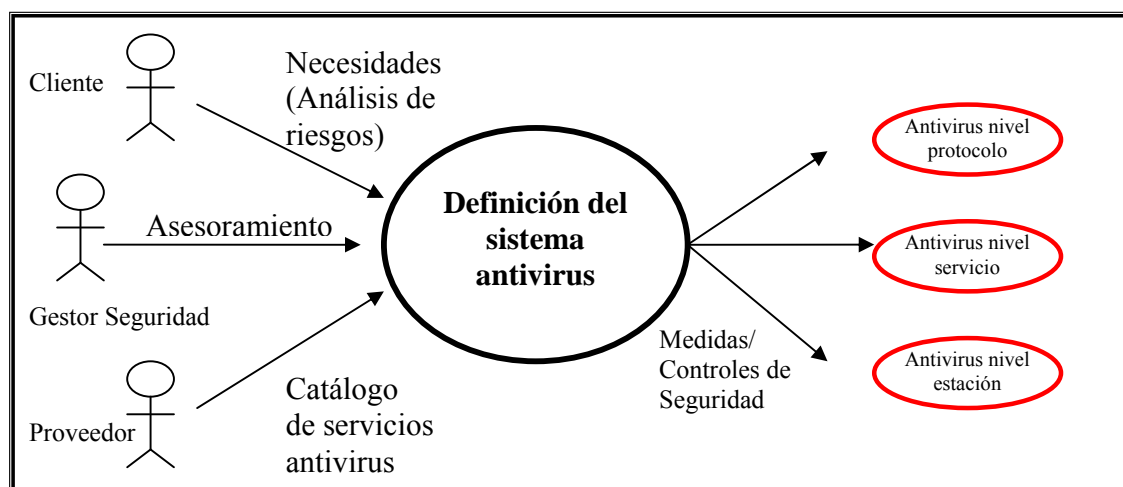 Cliente
Necesidades
(Análisis de
riesgos)
Asesoramiento
Gestor Seguridad
Proveedor
Catálogo
de servicios
antivirus
Definición del
sistema
antivirus
Medidas/
Controles de
Seguridad
Antivirus nivel
protocolo
Antivirus nivel
servicio
Antivirus nivel
estación